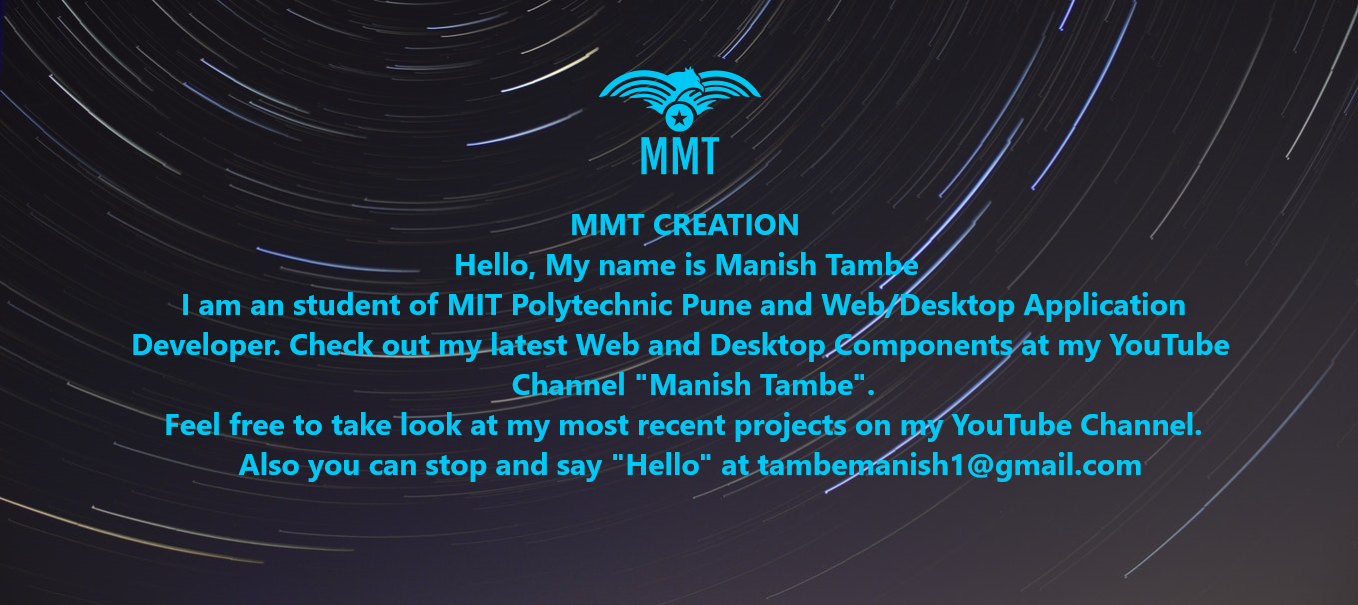 MMT
MMT CREATION
Hello, My name is Manish Tambe
I am an student of MIT Polytechnic Pune and Web/Desktop Application
Developer. Check out my latest Web and Desktop Components at my YouTube
Channel "Manish Tambe".
Feel free to take look at my most recent projects on my YouTube Channel.
Also you can stop and say "Hello" at tambemanish1@gmail.com